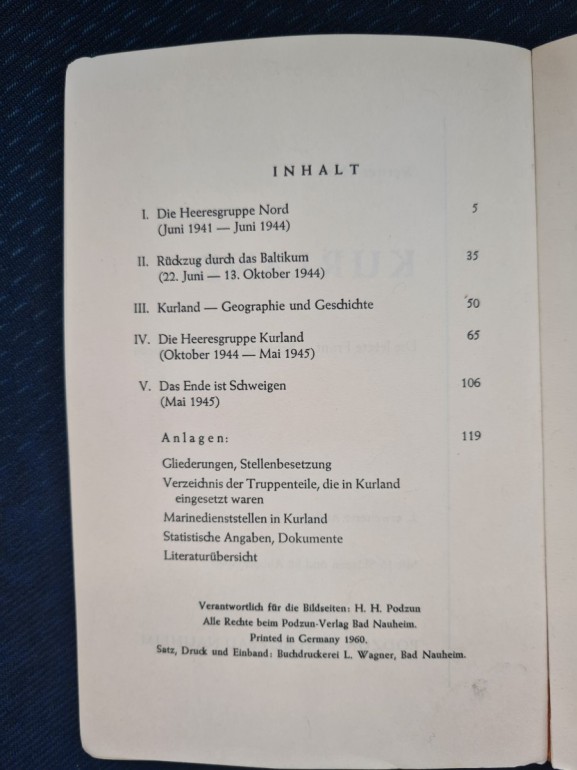 INHALT
I. Die Heeresgruppe Nord 5
(Juni 1941 — Juni 1944)
II. Rückzug durch das Baltikum 35
(22. Juni — 13. Oktober 1944)
III. Kurland — Geographie und Geschichte 50
IV. Die Heeresgruppe Kurland 65
(Oktober 1944 — Mai 1945)
V. Das Ende ist Schweigen 106
(Mai 1945)
Anlagen: 119
Gliederungen, Stellenbesetzung
Verzeichnis der Truppenteile, die in Kurland
eingesetzt waren
Marinedienststellen in Kurland
Statistische Angaben, Dokumente
Literaturübersicht
Verantwortlich für die Bildseiten: H. H. Podzun
Alle Rechte beim Podzun-Verlag Bad Nauheim.
Printed in Germany 1960.
Satz, Druck und Einband: Buchdruckerei L. Wagner, Bad Nauheim.